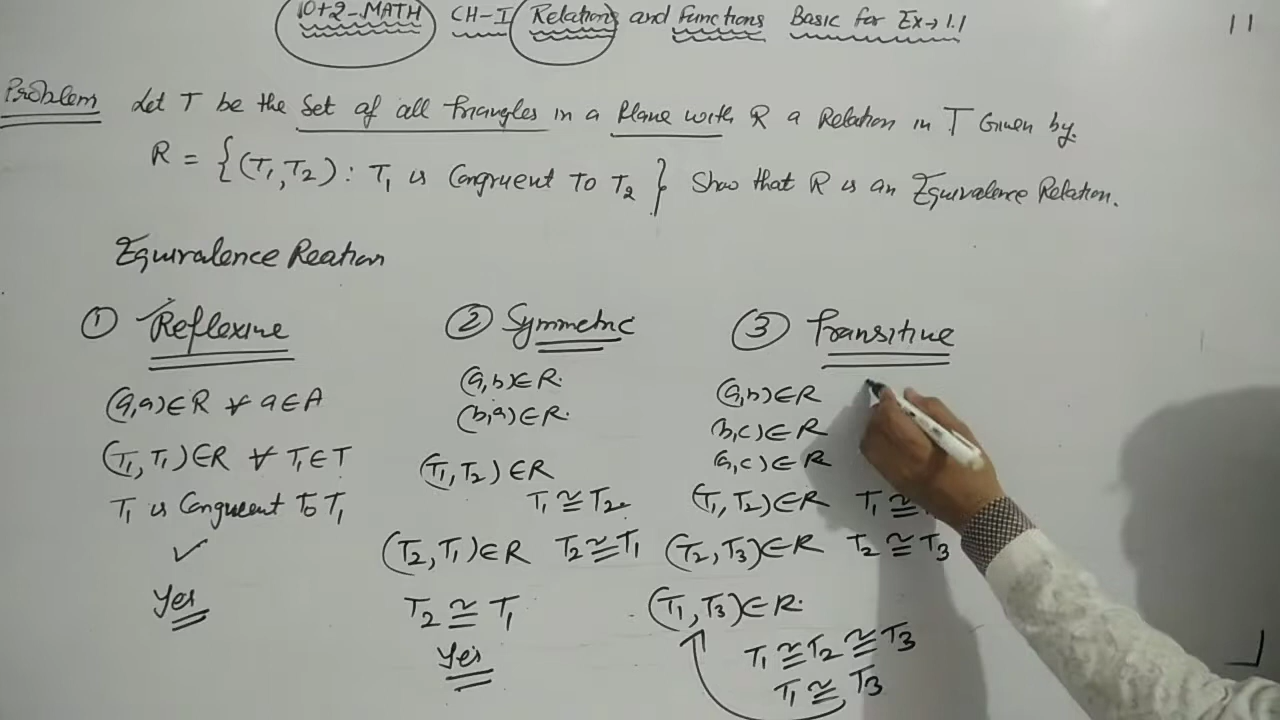 10+2-MATH CH-I Relations and Functions Basic for Ex→1.1 11
Problem Let T be the Set of all Triangles in a Plane with R a Relation in T Given by.
R = {(T₁,T₂): T₁ is Congruent To T₂} Show that R is an Equivalence Relation.
Equivalence Reation
① Reflexive
(a,a)∈R ∀ a∈A
(T₁,T₁)∈R ∀ T₁∈T
T₁ is Congruent To T₁
✓
Yes
② Symmetric
(a,b)∈R.
(b,a)∈R.
(T₁,T₂)∈R
T₁≅T₂.
(T₂,T₁)∈R T₂≅T₁
T₂ ≅ T₁
Yes
③ Transitive
(a,b)∈R
(b,c)∈R
(a,c)∈R
(T₁,T₂)∈R T₁≅
(T₂,T₃)∈R T₂≅T₃
(T₁,T₃)∈R.
T₁≅T₂≅T₃
T₁≅T₃